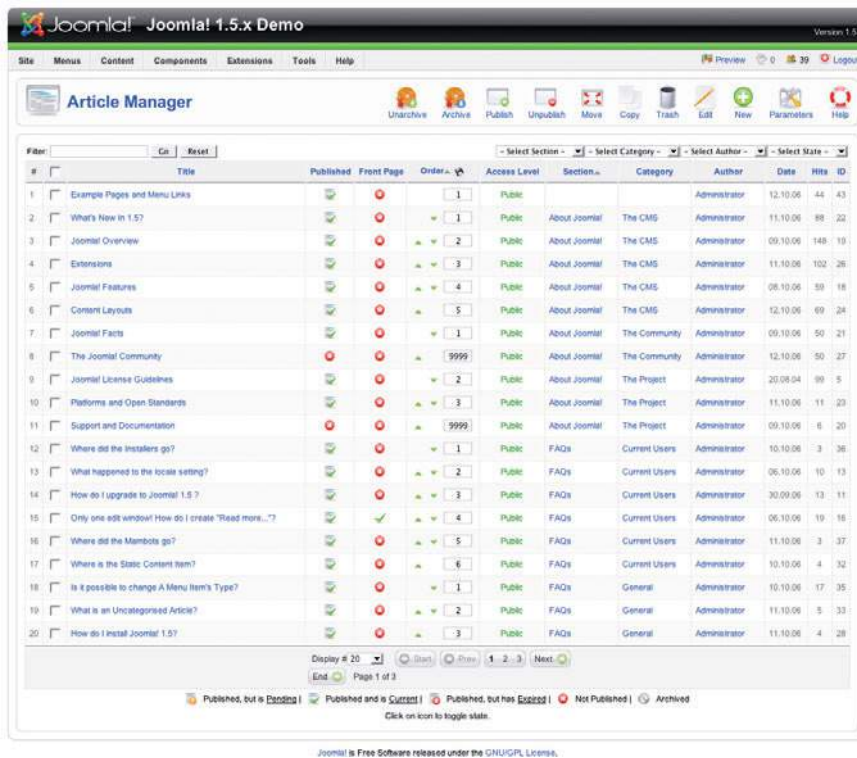 Joomla! Joomla! 1.5.x Demo
Version 1.5
Site Menus Content Components Extensions Tools Help Preview 0 39 Logout
Article Manager
Unarchive Archive Publish Unpublish Move Copy Trash Edit New Parameters Help
Filter: Go Reset - Select Section - - Select Category - - Select Author - - Select State -
# Title Published Front Page Order Access Level Section Category Author Date Hits ID
1 Example Pages and Menu Links 1 Public Administrator 12.10.06 44 43
2 What's New In 1.5? 1 Public About Joomla! The CMS Administrator 11.10.06 88 22
3 Joomla! Overview 2 Public About Joomla! The CMS Administrator 09.10.06 148 19
4 Extensions 3 Public About Joomla! The CMS Administrator 11.10.06 102 26
5 Joomla! Features 4 Public About Joomla! The CMS Administrator 08.10.06 59 18
6 Content Layouts 5 Public About Joomla! The CMS Administrator 12.10.06 69 24
7 Joomla! Facts 1 Public About Joomla! The Community Administrator 09.10.06 50 21
8 The Joomla! Community 9999 Public About Joomla! The Community Administrator 12.10.06 50 27
9 Joomla! License Guidelines 2 Public About Joomla! The Project Administrator 20.08.04 99 5
10 Platforms and Open Standards 3 Public About Joomla! The Project Administrator 11.10.06 11 23
11 Support and Documentation 9999 Public About Joomla! The Project Administrator 09.10.06 6 20
12 Where did the Installers go? 1 Public FAQs Current Users Administrator 10.10.06 3 36
13 What happened to the locale setting? 2 Public FAQs Current Users Administrator 06.10.06 10 13
14 How do I upgrade to Joomla! 1.5 ? 3 Public FAQs Current Users Administrator 30.09.06 13 11
15 Only one edit window! How do I create "Read more..."? 4 Public FAQs Current Users Administrator 06.10.06 19 16
16 Where did the Mambots go? 5 Public FAQs Current Users Administrator 11.10.06 3 37
17 Where is the Static Content Item? 6 Public FAQs Current Users Administrator 10.10.06 4 32
18 Is it possible to change A Menu Item's Type? 1 Public FAQs General Administrator 10.10.06 17 35
19 What is an Uncategorised Article? 2 Public FAQs General Administrator 11.10.06 5 33
20 How do I install Joomla! 1.5? 3 Public FAQs General Administrator 11.10.06 4 28
Display # 20 Start Prev 1 2 3 Next
End Page 1 of 3
Published, but is Pending | Published and is Current | Published, but has Expired | Not Published | Archived
Click on icon to toggle state.
Joomla! is Free Software released under the GNU/GPL License.